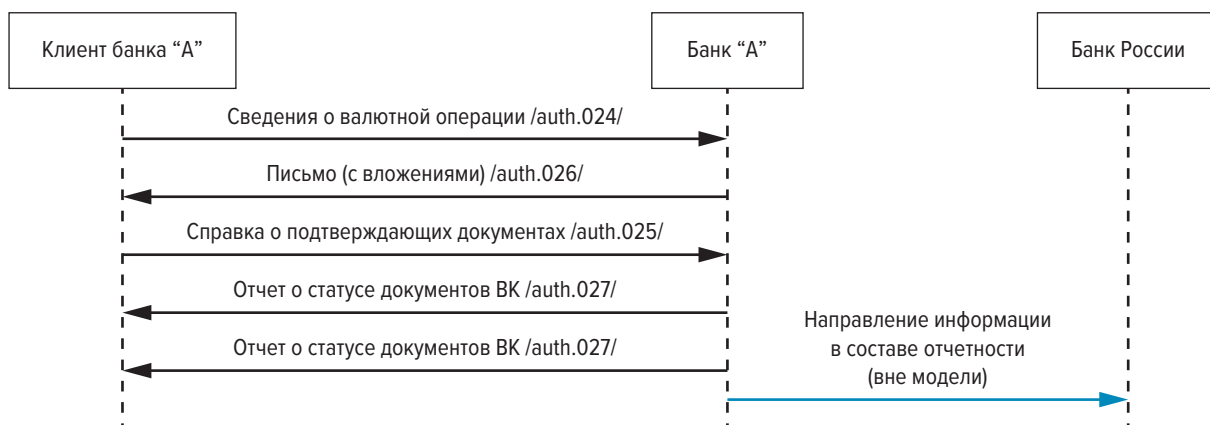 Клиент банка “А”
Банк “А”
Банк России
Сведения о валютной операции /auth.024/
Письмо (с вложениями) /auth.026/
Справка о подтверждающих документах /auth.025/
Отчет о статусе документов ВК /auth.027/
Отчет о статусе документов ВК /auth.027/
Направление информации
в составе отчетности
(вне модели)